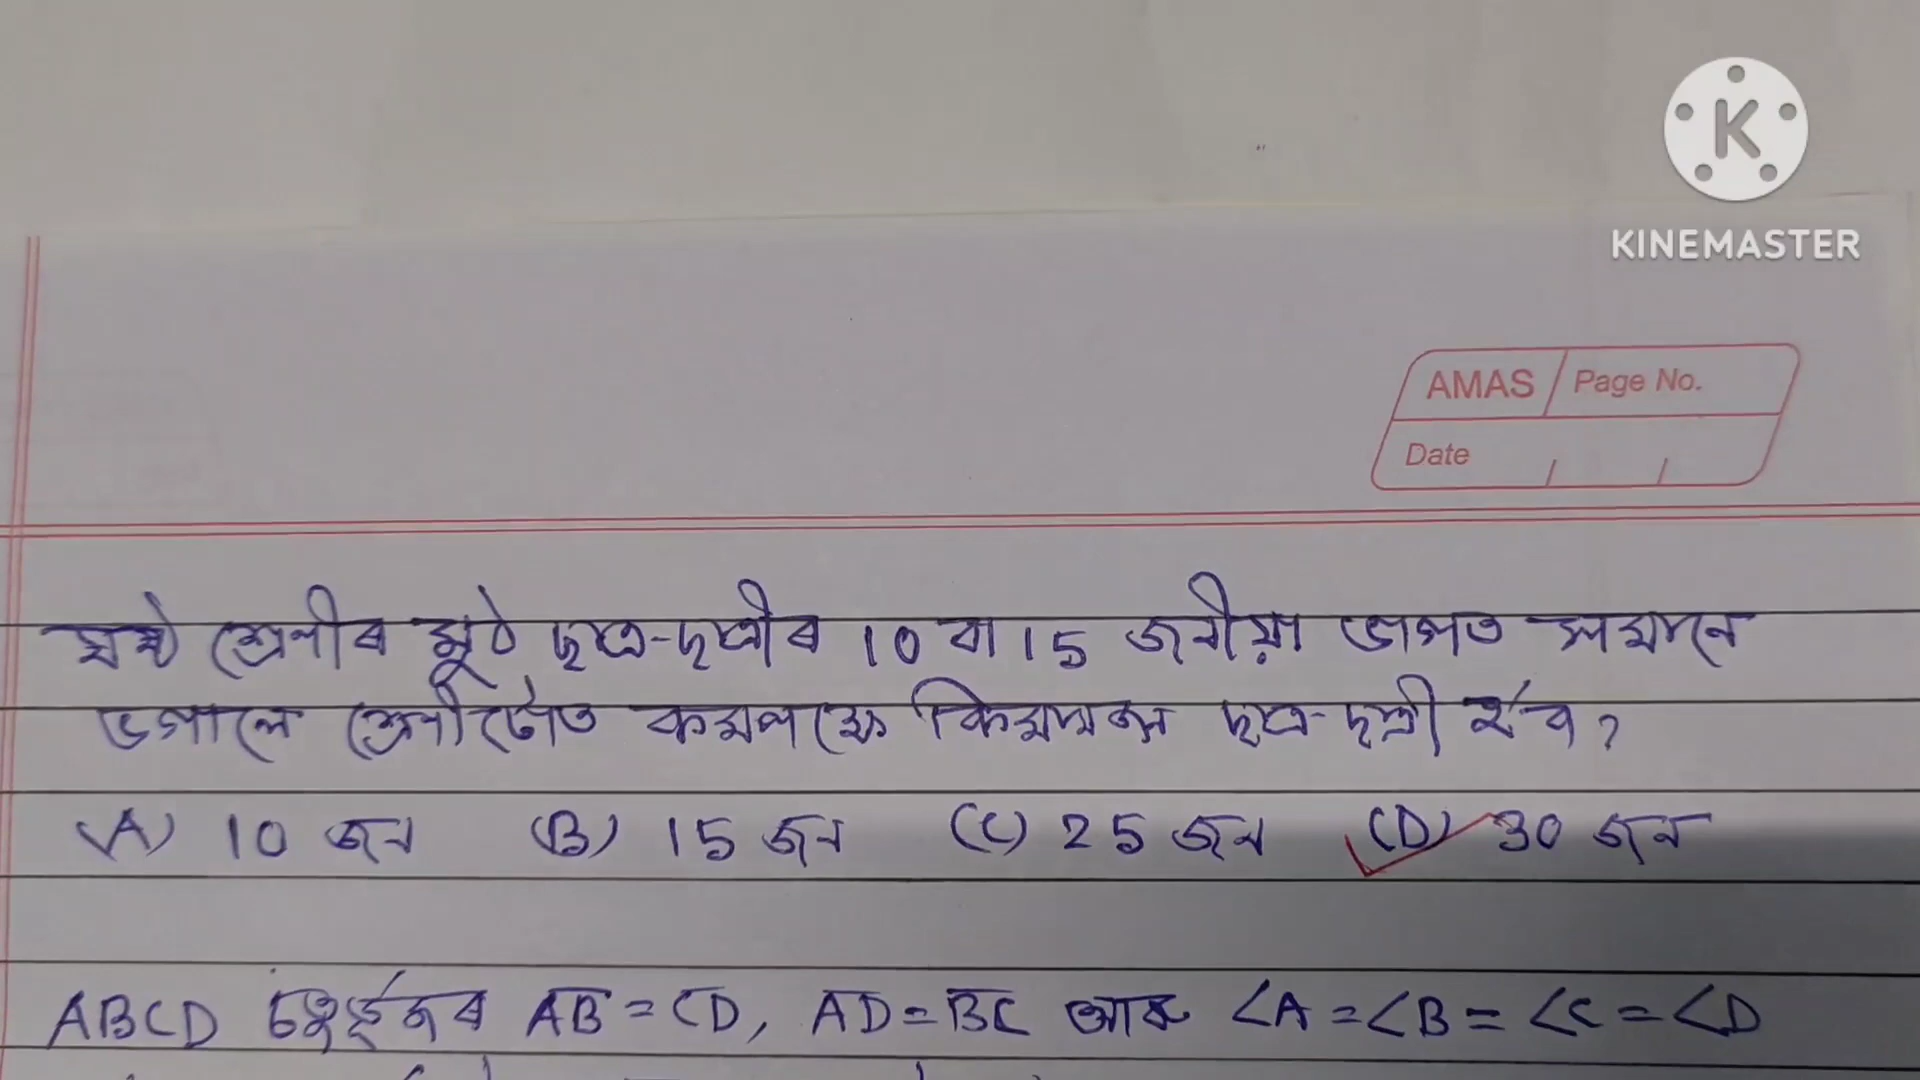 K
KINEMASTER
AMAS Page No.
Date / /
ষষ্ঠ শ্ৰেণীৰ মুঠ ছাত্ৰ-ছাত্ৰীৰ 10 বা 15 জনীয়া ভাগত সমানে
ভগালে শ্ৰেণীটোত কমপক্ষে কিমানজন ছাত্ৰ-ছাত্ৰী হ'ব?
(A) 10 জন (B) 15 জন (C) 25 জন (D) 30 জন
ABCD চতুৰ্ভূজৰ AB = CD, AD = BC আৰু ∠A = ∠B = ∠C = ∠D